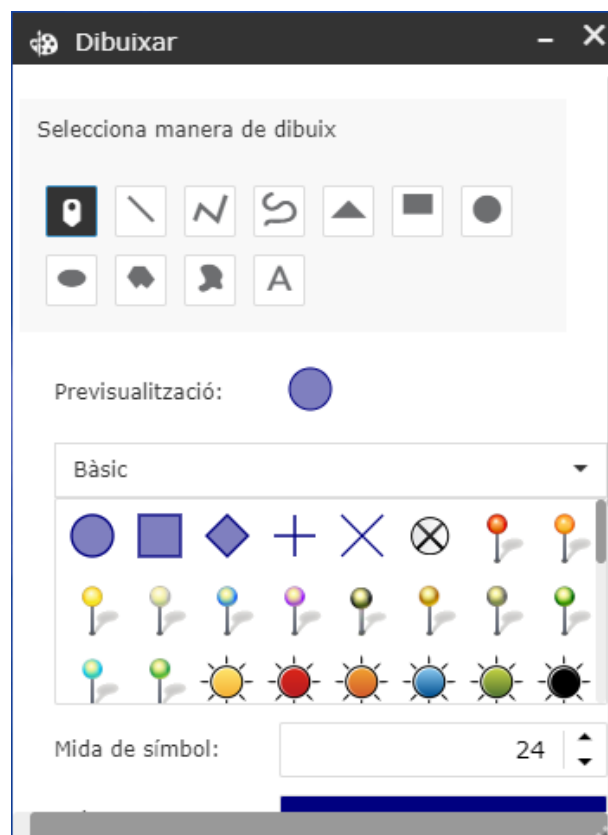 Dibuixar
Selecciona manera de dibuix
A
Previsualització:
Bàsic
Mida de símbol:
24